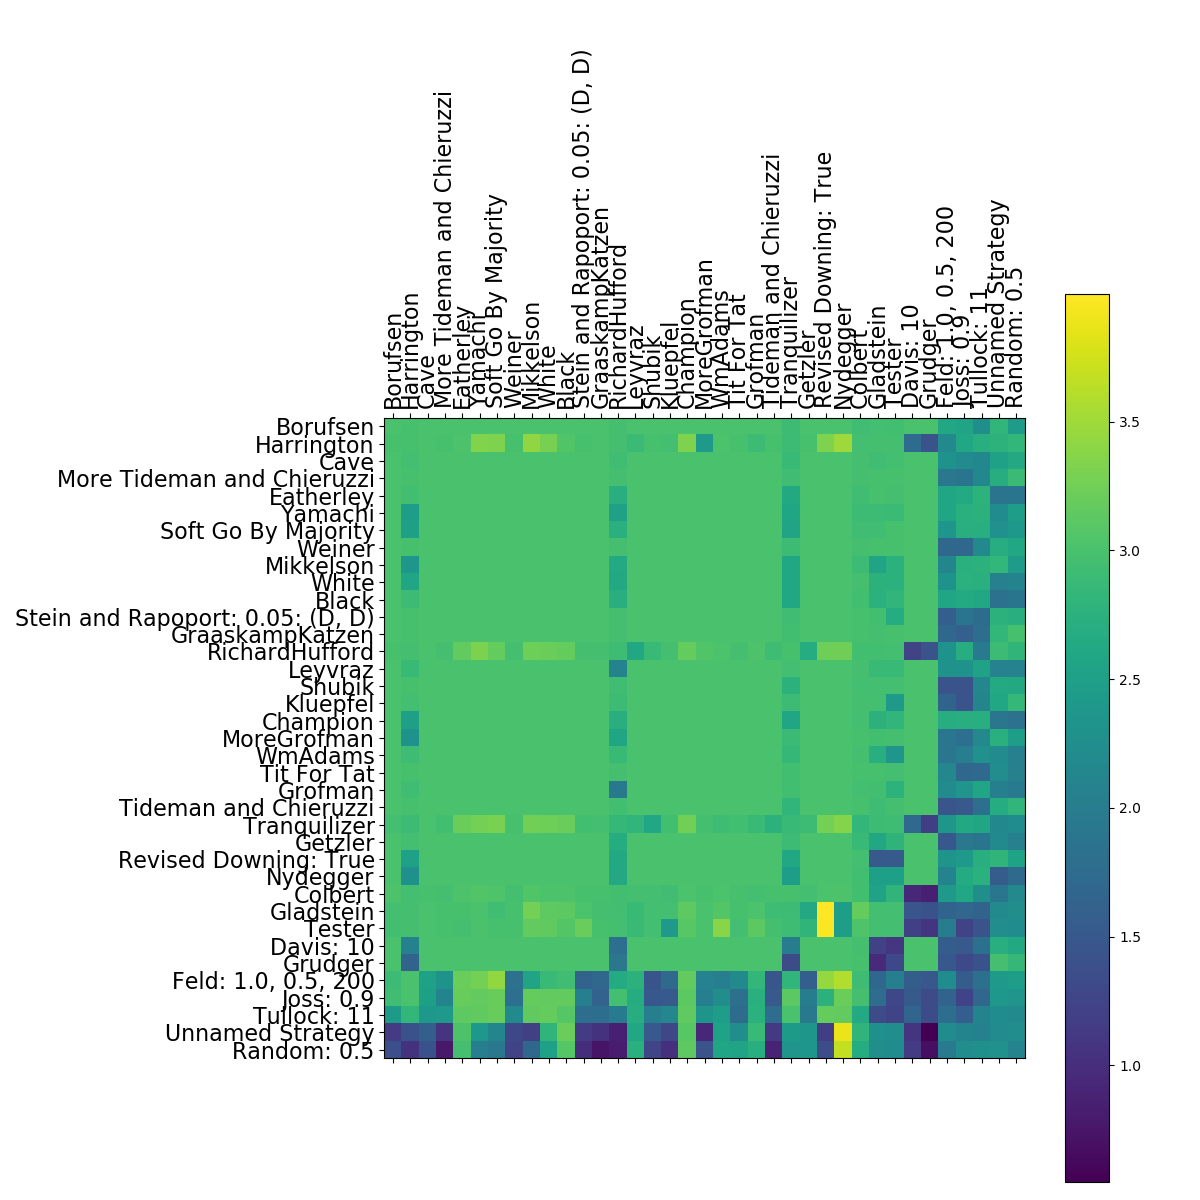 Borufsen
Harrington
Cave
More Tideman and Chieruzzi
Eatherley
Yamachi
Soft Go By Majority
Weiner
Mikkelson
White
Black
Stein and Rapoport: 0.05: (D, D)
GraaskampKatzen
RichardHufford
Leyvraz
Shubik
Kluepfel
Champion
MoreGrofman
WmAdams
Tit For Tat
Grofman
Tideman and Chieruzzi
Tranquilizer
Getzler
Revised Downing: True
Nydegger
Colbert
Gladstein
Tester
Davis: 10
Grudger
Feld: 1.0, 0.5, 200
Joss: 0.9
Tullock: 11
Unnamed Strategy
Random: 0.5
Borufsen
Harrington
Cave
More Tideman and Chieruzzi
Eatherley
Yamachi
Soft Go By Majority
Weiner
Mikkelson
White
Black
Stein and Rapoport: 0.05: (D, D)
GraaskampKatzen
RichardHufford
Leyvraz
Shubik
Kluepfel
Champion
MoreGrofman
WmAdams
Tit For Tat
Grofman
Tideman and Chieruzzi
Tranquilizer
Getzler
Revised Downing: True
Nydegger
Colbert
Gladstein
Tester
Davis: 10
Grudger
Feld: 1.0, 0.5, 200
Joss: 0.9
Tullock: 11
Unnamed Strategy
Random: 0.5
3.5
3.0
2.5
2.0
1.5
1.0